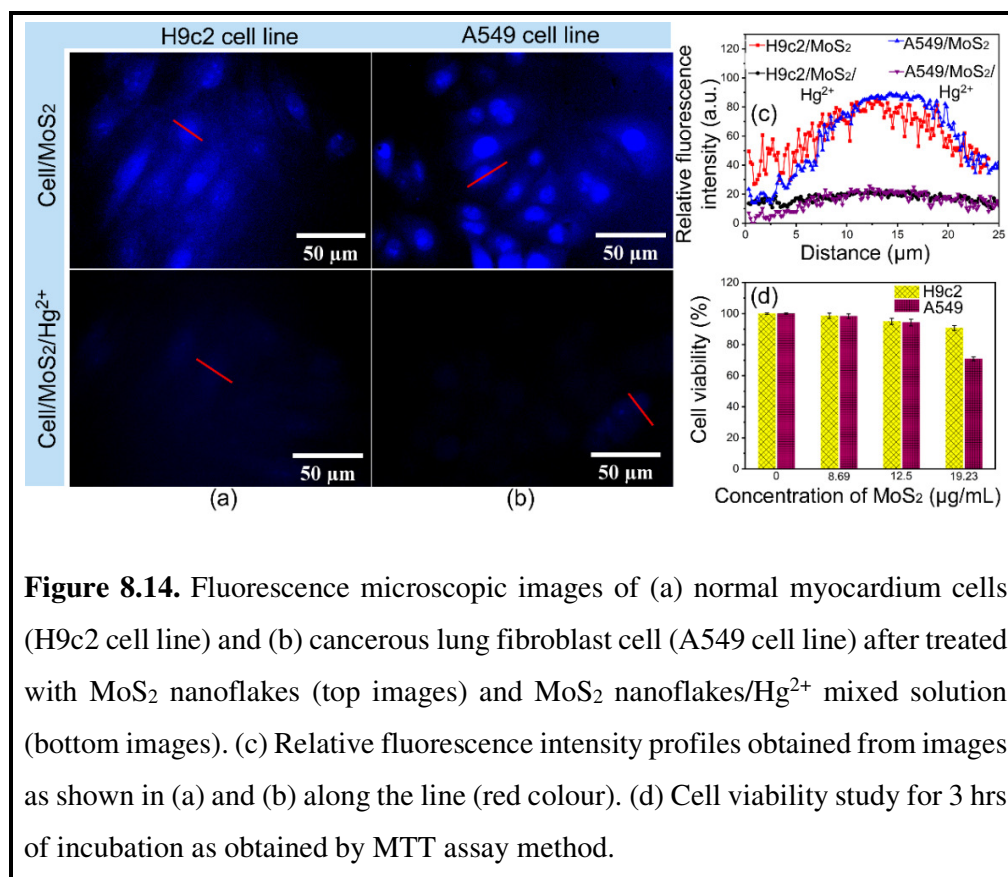 H9c2 cell line
A549 cell line
Cell/MoS₂
Cell/MoS₂/Hg²⁺
50 µm
50 µm
50 µm
50 µm
(a)
(b)
Relative fluorescence
intensity (a.u.)
120
100
80
60
40
20
0
H9c2/MoS₂
A549/MoS₂
H9c2/MoS₂/
Hg²⁺
A549/MoS₂/
Hg²⁺
(c)
0 5 10 15 20 25
Distance (µm)
Cell viability (%)
120
100
80
60
40
20
0
(d)
H9c2
A549
0 8.69 12.5 19.23
Concentration of MoS₂ (µg/mL)
Figure 8.14. Fluorescence microscopic images of (a) normal myocardium cells
(H9c2 cell line) and (b) cancerous lung fibroblast cell (A549 cell line) after treated
with MoS₂ nanoflakes (top images) and MoS₂ nanoflakes/Hg²⁺ mixed solution
(bottom images). (c) Relative fluorescence intensity profiles obtained from images
as shown in (a) and (b) along the line (red colour). (d) Cell viability study for 3 hrs
of incubation as obtained by MTT assay method.